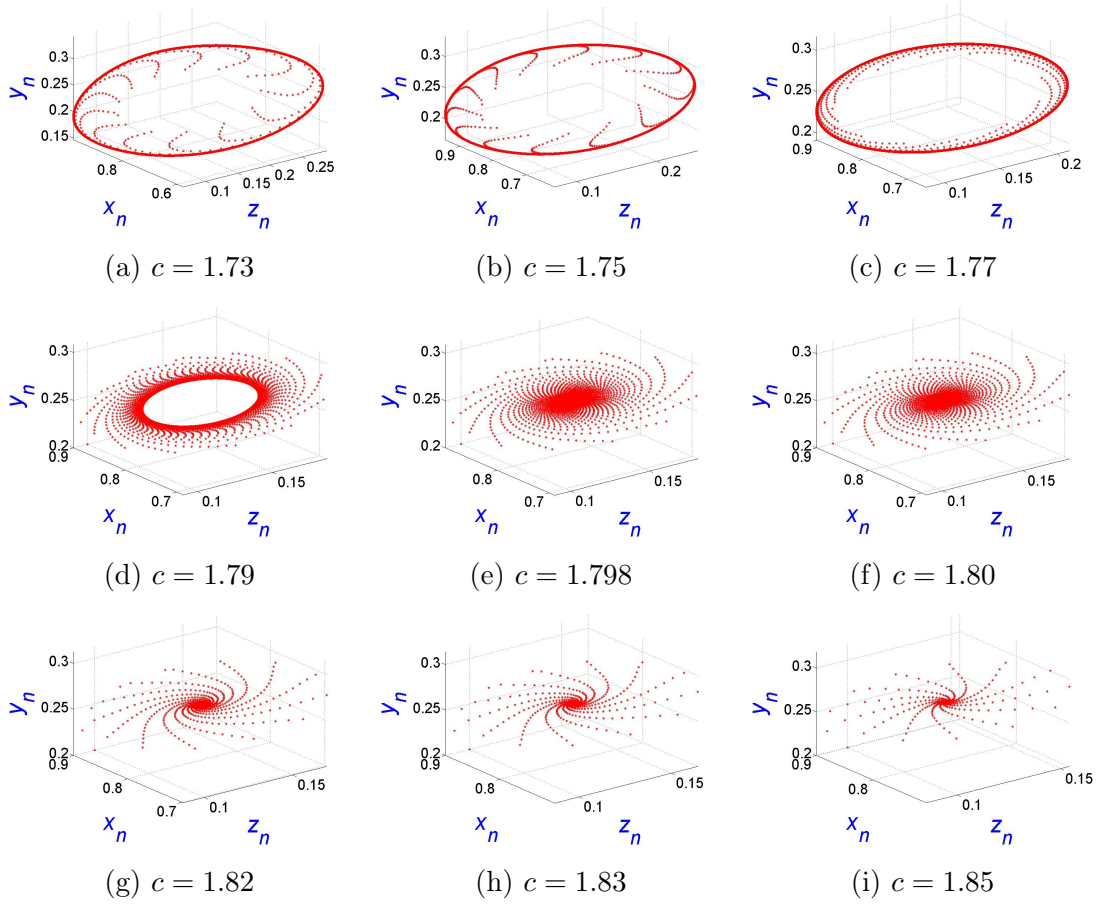 0.3
0.25
0.2
0.15
y_n
0.8
0.6
x_n
0.1
0.15
0.2
0.25
z_n
(a) c = 1.73
0.3
0.25
0.2
y_n
0.9
0.8
0.7
x_n
0.1
0.2
z_n
(b) c = 1.75
0.3
0.25
0.2
y_n
0.9
0.8
0.7
x_n
0.1
0.15
0.2
z_n
(c) c = 1.77
0.3
0.25
0.2
y_n
0.9
0.8
0.7
x_n
0.1
0.15
z_n
(d) c = 1.79
0.3
0.25
0.2
y_n
0.9
0.8
0.7
x_n
0.1
0.15
z_n
(e) c = 1.798
0.3
0.25
0.2
y_n
0.9
0.8
0.7
x_n
0.1
0.15
z_n
(f) c = 1.80
0.3
0.25
0.2
y_n
0.9
0.8
0.7
x_n
0.1
0.15
z_n
(g) c = 1.82
0.3
0.25
0.2
y_n
0.9
0.8
x_n
0.1
0.15
z_n
(h) c = 1.83
0.3
0.25
0.2
y_n
0.9
0.8
x_n
0.1
0.15
z_n
(i) c = 1.85